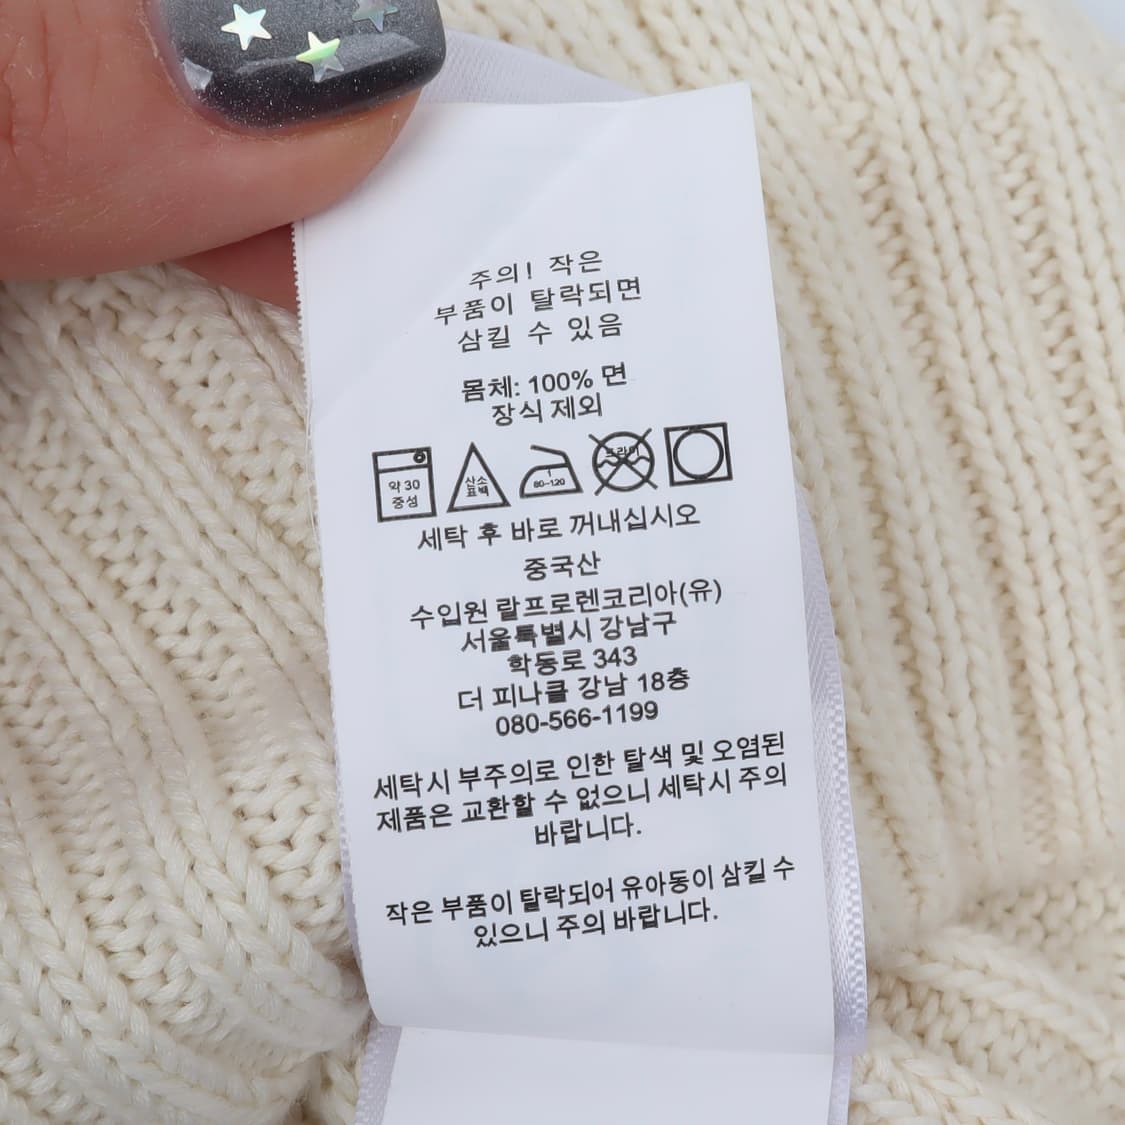 주의! 작은
부품이 탈락되면
삼킬 수 있음
몸체: 100% 면
장식 제외
약 30
중성
산소
표백
1
80~120
드라이
세탁 후 바로 꺼내십시오
중국산
수입원 랄프로렌코리아(유)
서울특별시 강남구
학동로 343
더 피나클 강남 18층
080-566-1199
세탁시 부주의로 인한 탈색 및 오염된
제품은 교환할 수 없으니 세탁시 주의
바랍니다.
작은 부품이 탈락되어 유아동이 삼킬 수
있으니 주의 바랍니다.